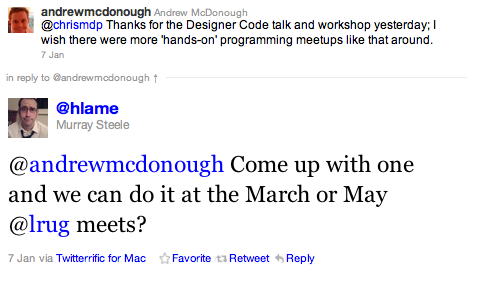 andrewmcdonough Andrew McDonough
@chrismdp Thanks for the Designer Code talk and workshop yesterday; I
wish there were more 'hands-on' programming meetups like that around.
7 Jan
in reply to @andrewmcdonough ↑
@hlame
Murray Steele
@andrewmcdonough Come up with one
and we can do it at the March or May
@lrug meets?
7 Jan via Twitterrific for Mac Favorite Retweet Reply